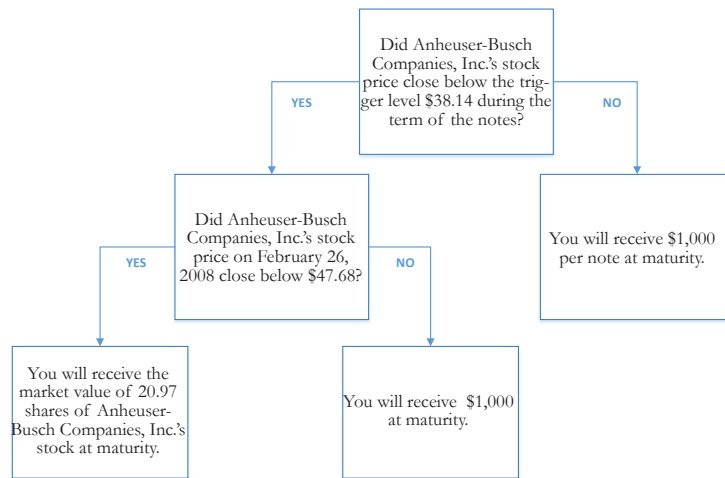 Did Anheuser-Busch
Companies, Inc.'s stock
price close below the trig-
ger level $38.14 during the
term of the notes?
YES
NO
Did Anheuser-Busch
Companies, Inc.'s stock
price on February 26,
2008 close below $47.68?
You will receive $1,000
per note at maturity.
YES
NO
You will receive the
market value of 20.97
shares of Anheuser-
Busch Companies, Inc.'s
stock at maturity.
You will receive $1,000
at maturity.